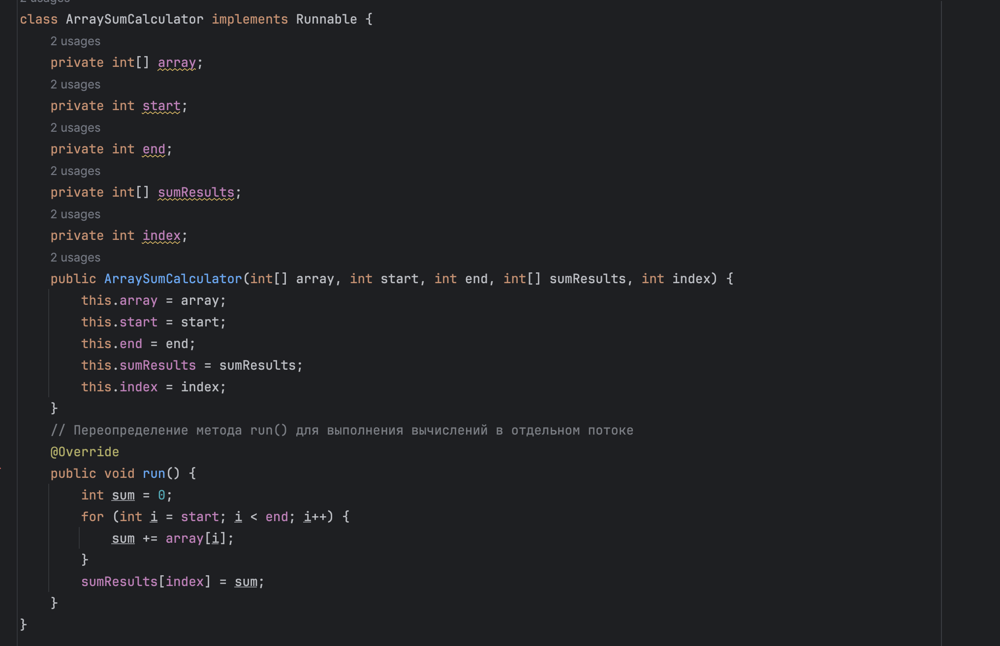 2 usages
class ArraySumCalculator implements Runnable {
2 usages
private int[] array;
2 usages
private int start;
2 usages
private int end;
2 usages
private int[] sumResults;
2 usages
private int index;
2 usages
public ArraySumCalculator(int[] array, int start, int end, int[] sumResults, int index) {
this.array = array;
this.start = start;
this.end = end;
this.sumResults = sumResults;
this.index = index;
}
// Переопределение метода run() для выполнения вычислений в отдельном потоке
@Override
public void run() {
int sum = 0;
for (int i = start; i < end; i++) {
sum += array[i];
}
sumResults[index] = sum;
}
}